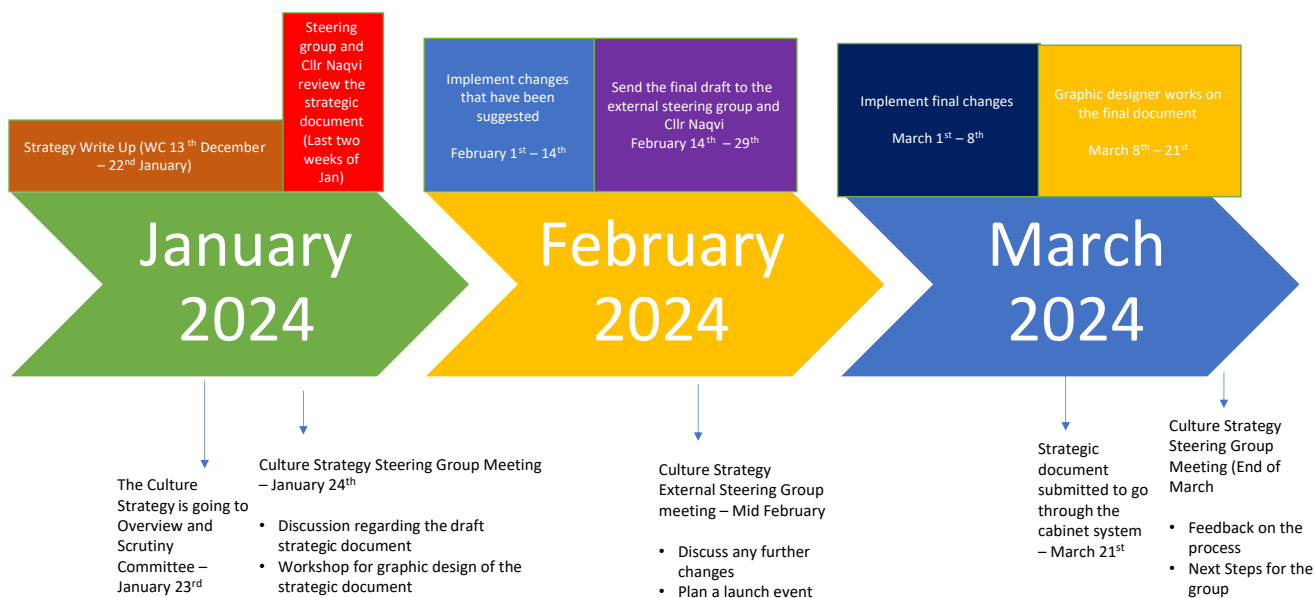 Steering
group and
Cllr Naqvi
review the
strategic
document
(Last two
weeks of
Jan)
Strategy Write Up (WC 13 th December
– 22nd January)
Implement changes
that have been
suggested
February 1st – 14th
Send the final draft to the
external steering group and
Cllr Naqvi
February 14th – 29th
Implement final changes
March 1st – 8th
Graphic designer works on
the final document
March 8th – 21st
January
2024
February
2024
March
2024
The Culture
Strategy is going to
Overview and
Scrutiny
Committee –
January 23rd
Culture Strategy Steering Group Meeting
– January 24th
• Discussion regarding the draft
strategic document
• Workshop for graphic design of the
strategic document
Culture Strategy
External Steering Group
meeting – Mid February
• Discuss any further
changes
• Plan a launch event
Strategic
document
submitted to go
through the
cabinet system
– March 21st
Culture Strategy
Steering Group
Meeting (End of
March
• Feedback on the
process
• Next Steps for the
group